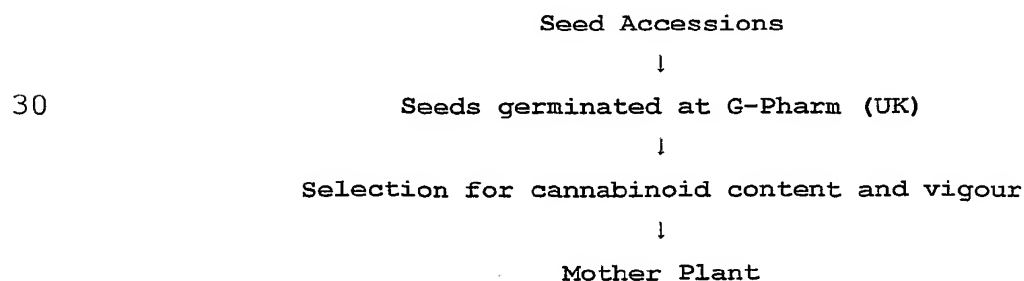 Seed Accessions
↓
30 Seeds germinated at G-Pharm (UK)
↓
Selection for cannabinoid content and vigour
↓
Mother Plant